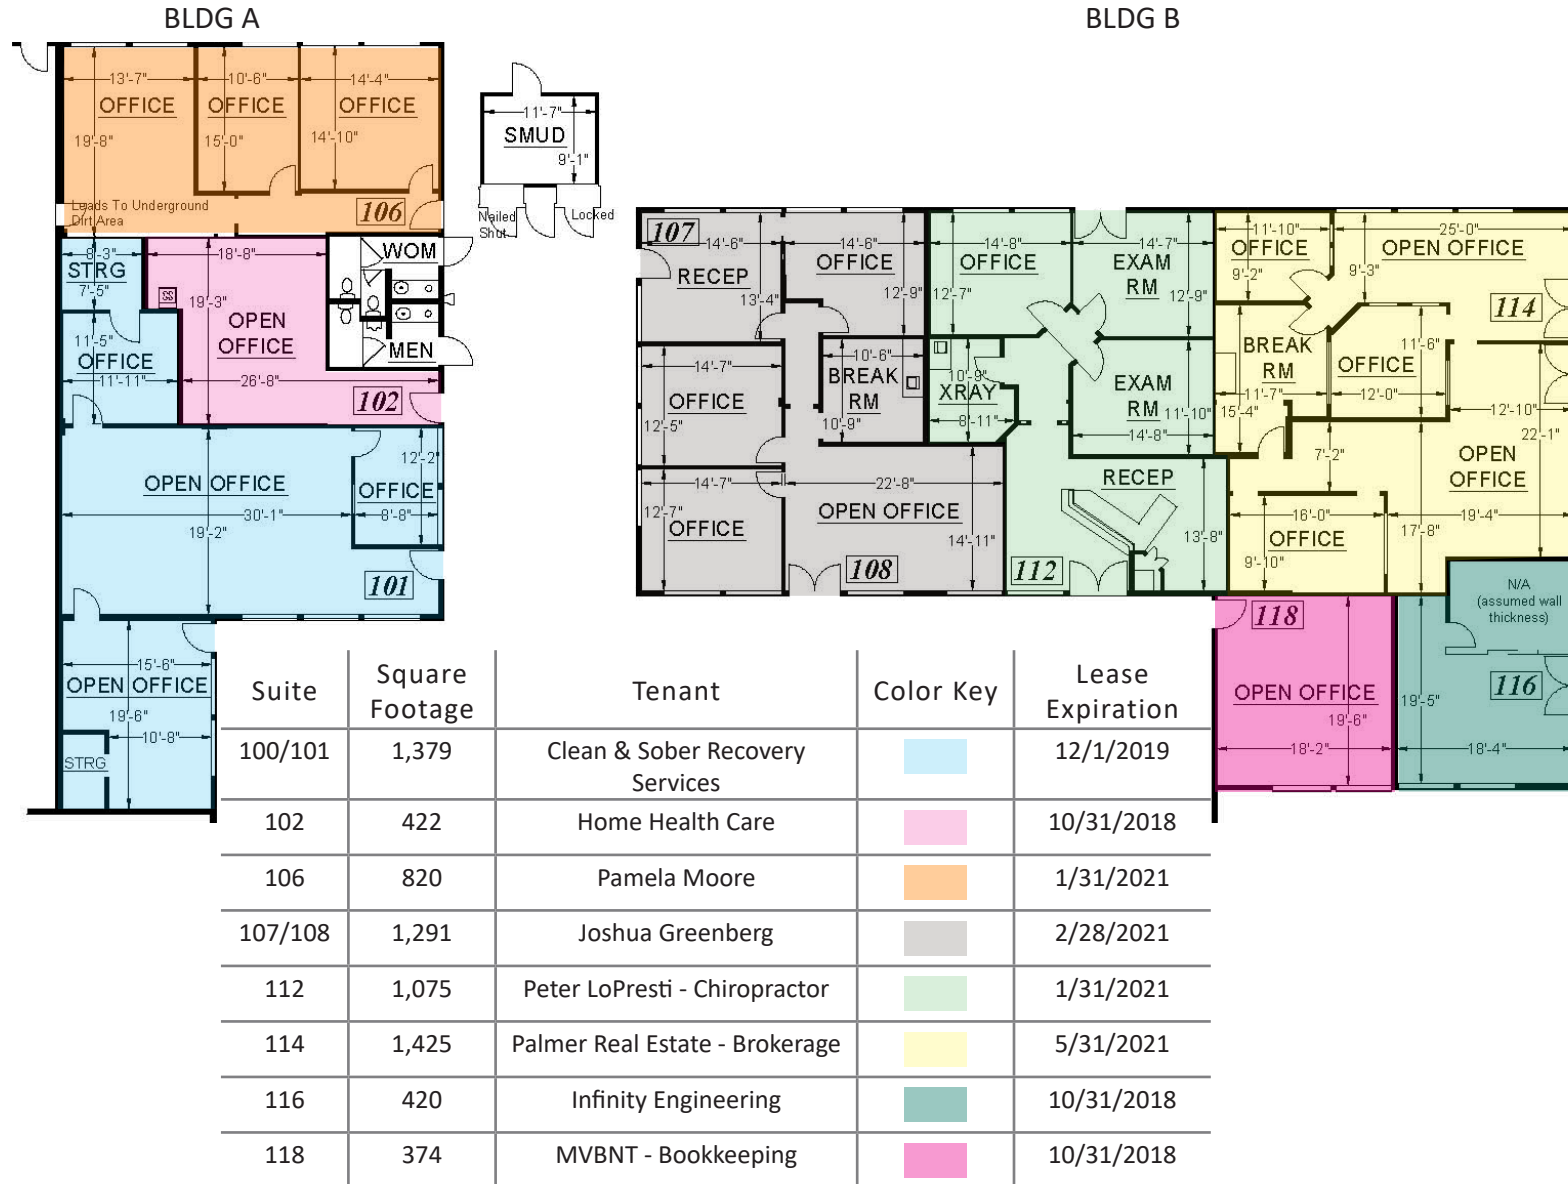 BLDG A
BLDG B
13'-7"
OFFICE
19'-8"
10'-6"
OFFICE
15'-0"
14'-4"
OFFICE
14'-10"
Leads To Underground
Dirt Area
106
11'-7"
SMUD
9'-1"
Nailed
Shut
Locked
8'-3"
STRG
7'-5"
18'-8"
19'-3"
OPEN
OFFICE
26'-8"
102
WOM
MEN
11'-5"
OFFICE
11'-11"
OPEN OFFICE
30'-1"
19'-2"
12'-2"
OFFICE
8'-8"
101
15'-6"
OPEN OFFICE
19'-6"
10'-8"
STRG
107
14'-6"
RECEP
13'-4"
14'-6"
OFFICE
12'-9"
14'-7"
OFFICE
12'-5"
10'-6"
BREAK
RM
10'-9"
14'-7"
12'-7"
OFFICE
22'-8"
OPEN OFFICE
14'-11"
108
14'-8"
OFFICE
12'-7"
14'-7"
EXAM
RM
12'-9"
10'-9"
XRAY
8'-11"
EXAM
RM
11'-10"
14'-8"
RECEP
13'-8"
112
11'-10"
OFFICE
9'-2"
25'-0"
OPEN OFFICE
9'-3"
114
BREAK
RM
11'-7"
15'-4"
11'-6"
OFFICE
12'-0"
12'-10"
22'-1"
7'-2"
OPEN
OFFICE
19'-4"
17'-8"
16'-0"
OFFICE
9'-10"
N/A
(assumed wall
thickness)
118
OPEN OFFICE
19'-6"
18'-2"
19'-5"
116
18'-4"
Suite
Square
Footage
Tenant
Color Key
Lease
Expiration
100/101 1,379 Clean & Sober Recovery
Services 12/1/2019
102 422 Home Health Care 10/31/2018
106 820 Pamela Moore 1/31/2021
107/108 1,291 Joshua Greenberg 2/28/2021
112 1,075 Peter LoPresti - Chiropractor 1/31/2021
114 1,425 Palmer Real Estate - Brokerage 5/31/2021
116 420 Infinity Engineering 10/31/2018
118 374 MVBNT - Bookkeeping 10/31/2018